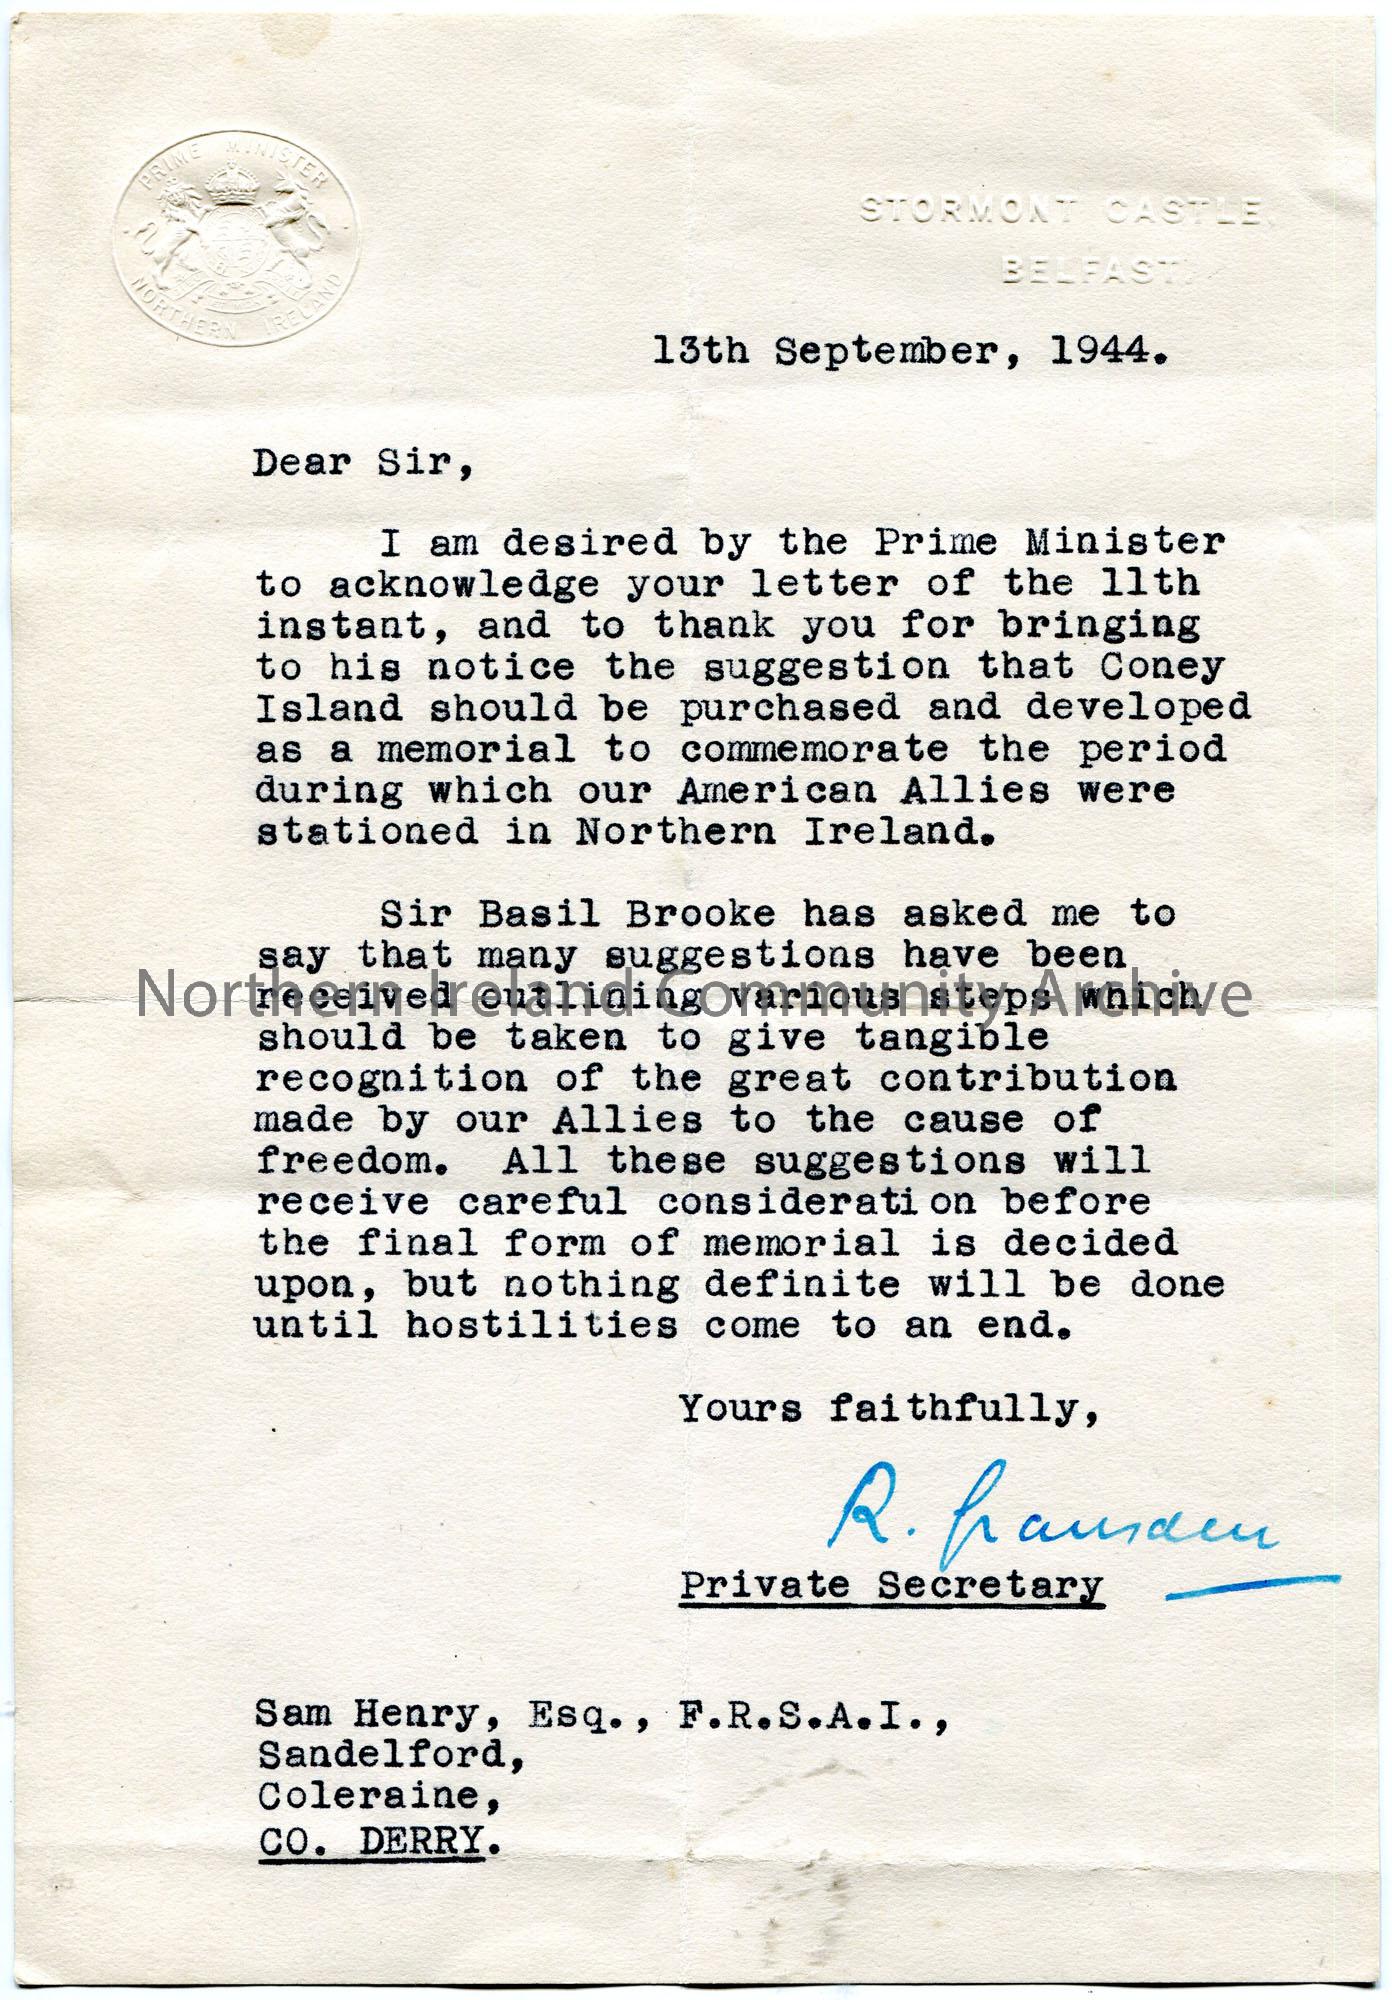 PRIME MINISTER
NORTHERN IRELAND
STORMONT CASTLE,
BELFAST.
13th September, 1944.
Dear Sir,
I am desired by the Prime Minister
to acknowledge your letter of the 11th
instant, and to thank you for bringing
to his notice the suggestion that Coney
Island should be purchased and developed
as a memorial to commemorate the period
during which our American Allies were
stationed in Northern Ireland.
Sir Basil Brooke has asked me to
say that many suggestions have been
received outlining various steps which
Northern Ireland Community Archive
should be taken to give tangible
recognition of the great contribution
made by our Allies to the cause of
freedom. All these suggestions will
receive careful consideration before
the final form of memorial is decided
upon, but nothing definite will be done
until hostilities come to an end.
Yours faithfully,
R. Gransden
Private Secretary
Sam Henry, Esq., F.R.S.A.I.,
Sandelford,
Coleraine,
CO. DERRY.